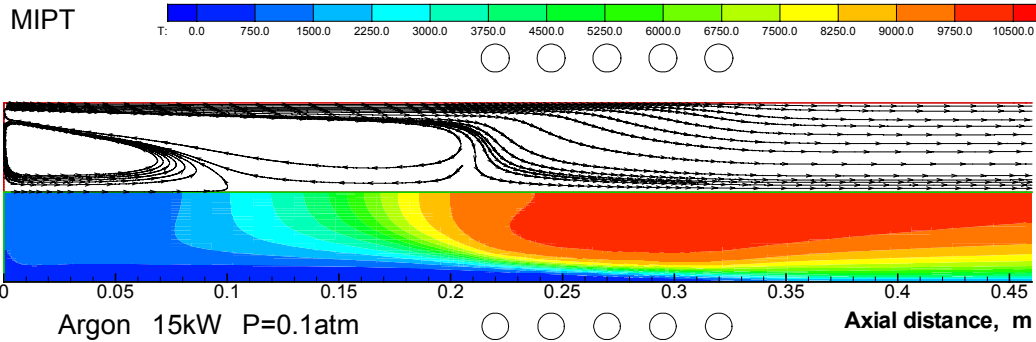 MIPT
T: 0.0 750.0 1500.0 2250.0 3000.0 3750.0 4500.0 5250.0 6000.0 6750.0 7500.0 8250.0 9000.0 9750.0 10500.0
0 0.05 0.1 0.15 0.2 0.25 0.3 0.35 0.4 0.45
Argon 15kW P=0.1atm Axial distance, m